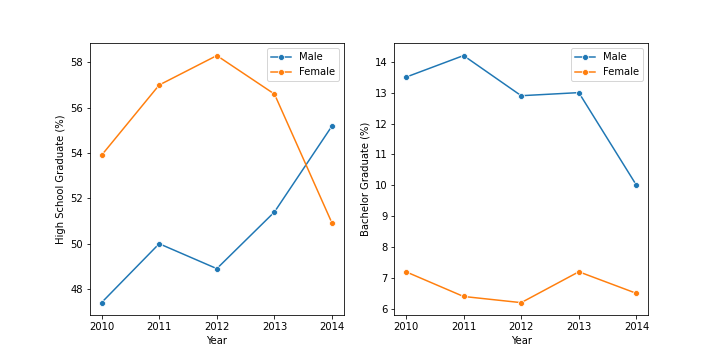 High School Graduate (%)
58
56
54
52
50
48
2010 2011 2012 2013 2014
Year
Male
Female
Bachelor Graduate (%)
14
13
12
11
10
9
8
7
6
2010 2011 2012 2013 2014
Year
Male
Female